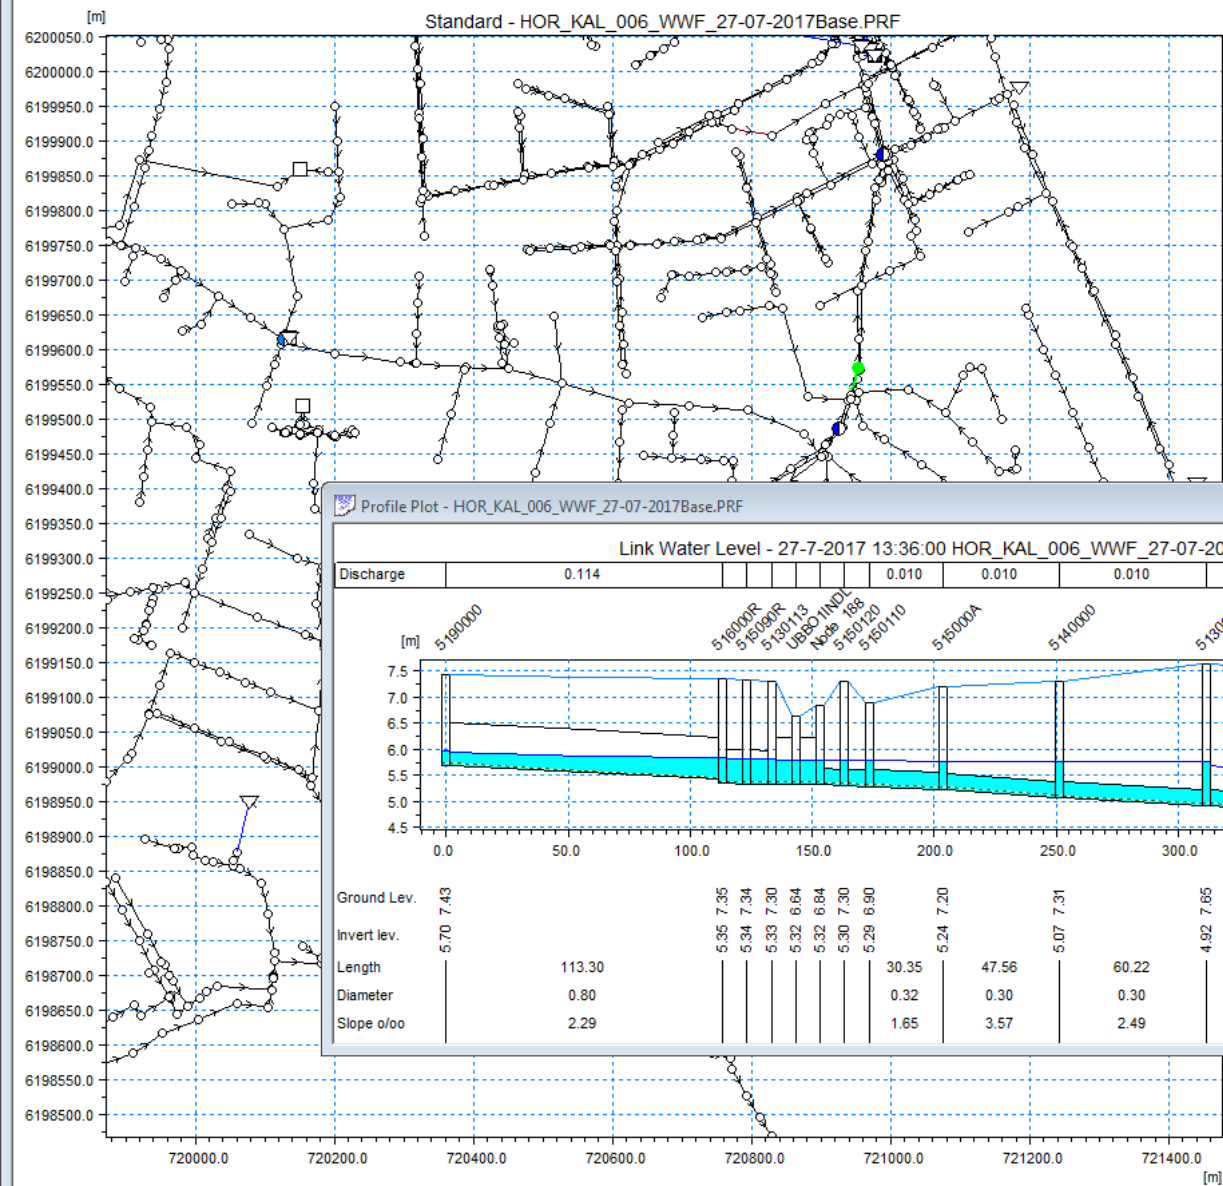 Standard - HOR_KAL_006_WWF_27-07-2017Base.PRF
[m]
6200050.0
6200000.0
6199950.0
6199900.0
6199850.0
6199800.0
6199750.0
6199700.0
6199650.0
6199600.0
6199550.0
6199500.0
6199450.0
6199400.0
6199350.0
6199300.0
6199250.0
6199200.0
6199150.0
6199100.0
6199050.0
6199000.0
6198950.0
6198900.0
6198850.0
6198800.0
6198750.0
6198700.0
6198650.0
6198600.0
6198550.0
6198500.0
720000.0 720200.0 720400.0 720600.0 720800.0 721000.0 721200.0 721400.0
[m]
Profile Plot - HOR_KAL_006_WWF_27-07-2017Base.PRF
Link Water Level - 27-7-2017 13:36:00 HOR_KAL_006_WWF_27-07-20
Discharge 0.114 0.010 0.010 0.010
5190000 516000R 515090R 5130113 UBBO1INDL Node_188 5150120 5150110 515000A 5140000 5130
[m]
7.5
7.0
6.5
6.0
5.5
5.0
4.5
0.0 50.0 100.0 150.0 200.0 250.0 300.0
Ground Lev. 7.43 7.35 7.34 7.30 6.64 6.84 7.30 6.90 7.20 7.31 7.65
Invert lev. 5.70 5.35 5.34 5.33 5.32 5.32 5.30 5.29 5.24 5.07 4.92
Length 113.30 30.35 47.56 60.22
Diameter 0.80 0.32 0.30 0.30
Slope o/oo 2.29 1.65 3.57 2.49